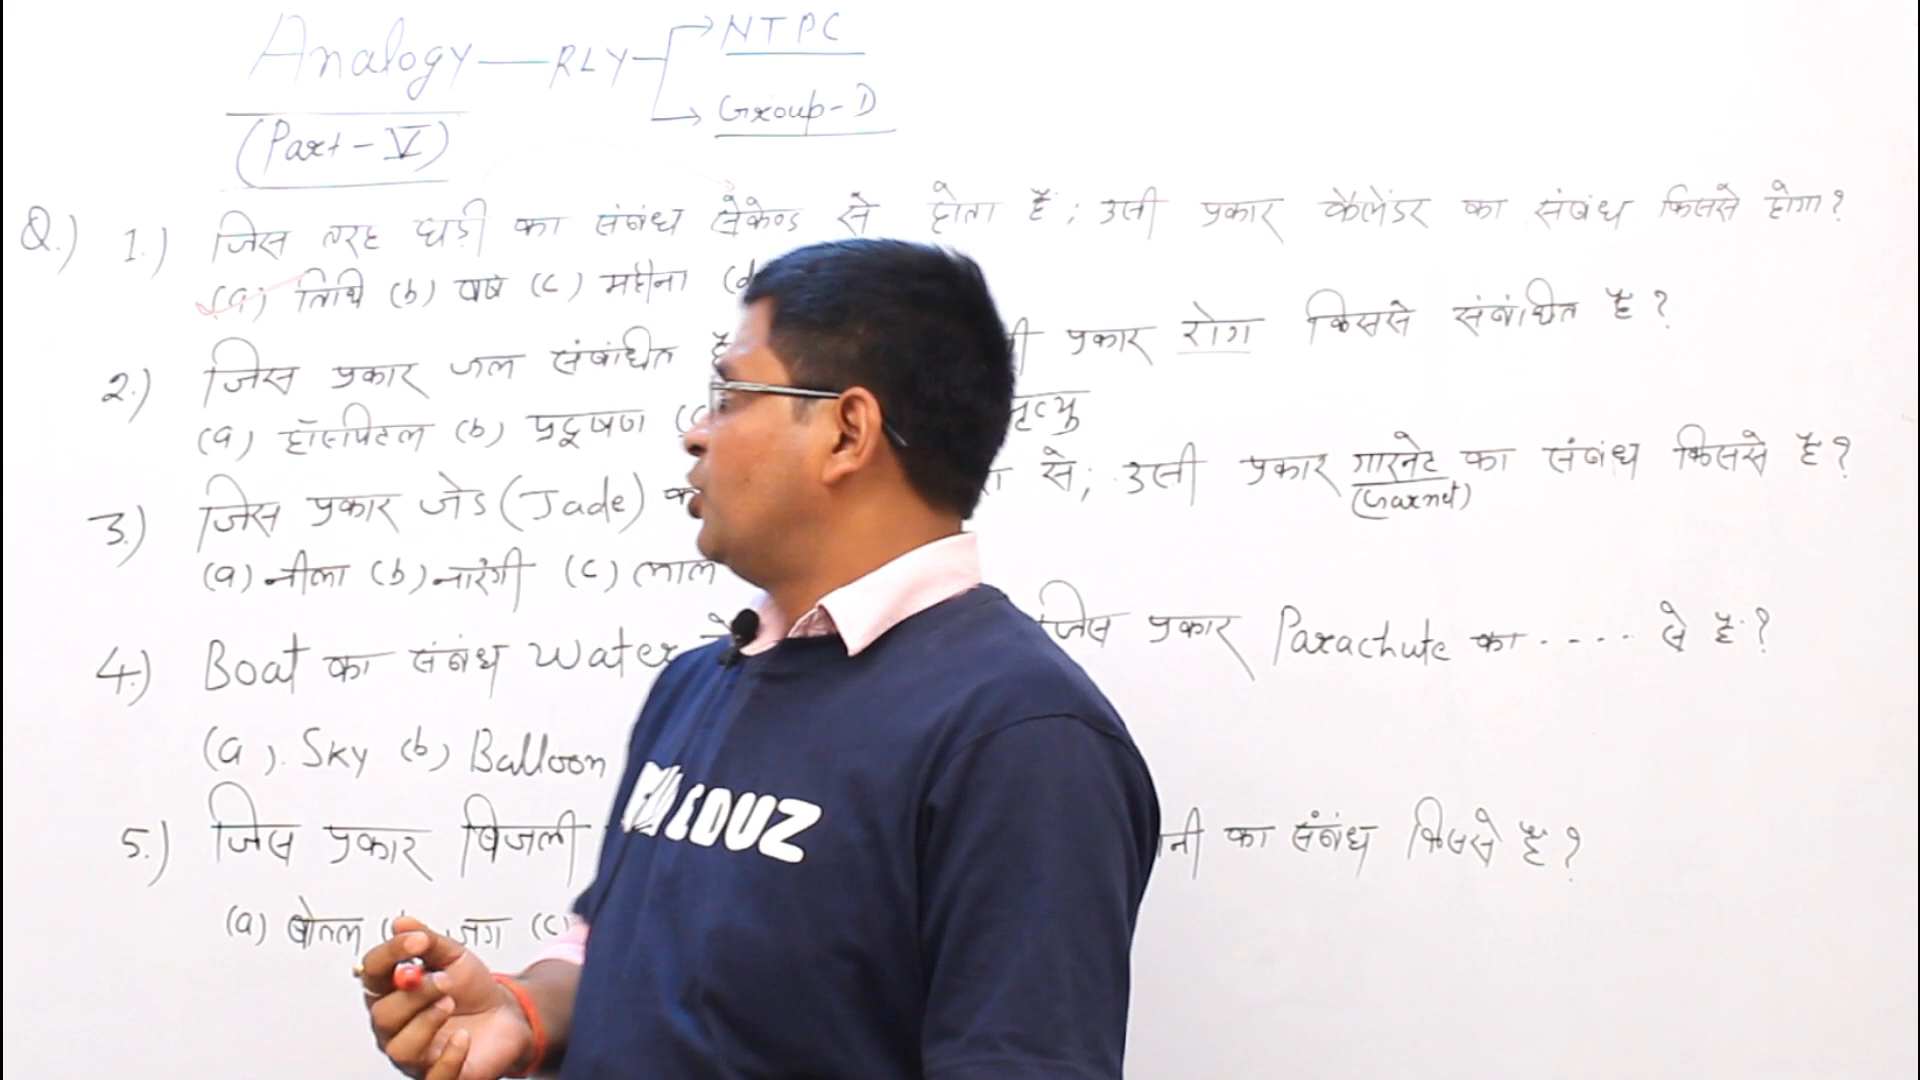 Analogy — RLY → NTPC
→ Group-D
(Part-V)
Q.) 1.) जिस तरह घड़ी का संबंध सेकेण्ड से होता है; उसी प्रकार कैलेंडर का संबंध किससे होगा?
(a) तिथि (b) वर्ष (c) महीना (d
2.) जिस प्रकार जल संबंधित है प्रकार रोग किससे संबंधित है?
(a) हॉस्पिटल (b) प्रदूषण (c
3.) जिस प्रकार जेड (Jade) से; उसी प्रकार गारनेट का संबंध किससे है?
(Garnet)
(a) नीला (b) नारंगी (c) लाल
4.) Boat का संबंध Water जिस प्रकार Parachute का ---- से है?
(a). Sky (b) Balloon
5.) जिस प्रकार बिजली का संबंध किससे है?
(a) बोतल जग (c)
EDUZ